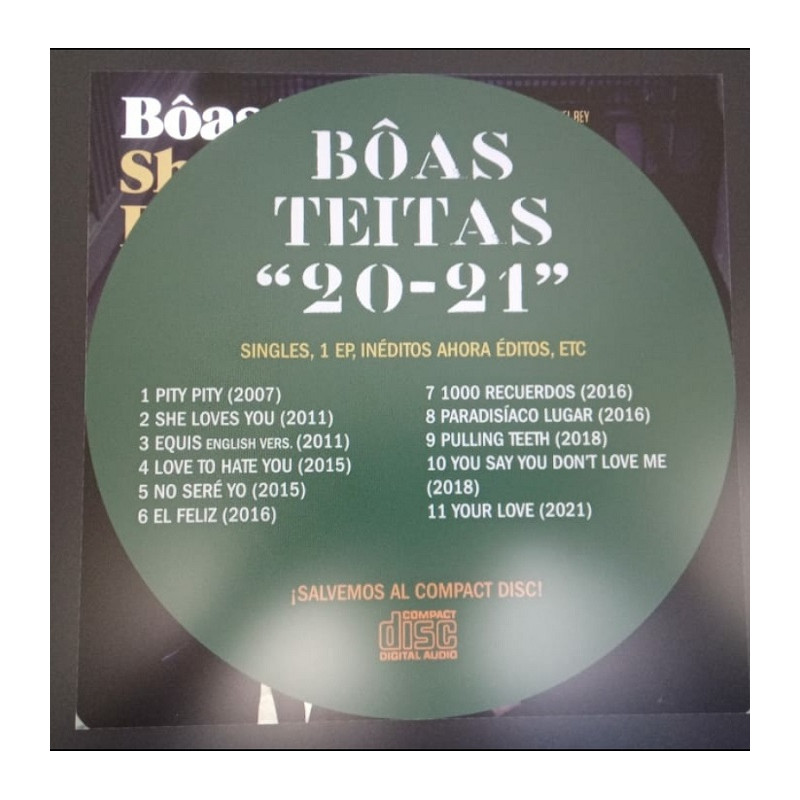 Bôas
BÔAS
TEITAS
“20-21”
SINGLES, 1 EP, INÉDITOS AHORA ÉDITOS, ETC
1 PITY PITY (2007)
2 SHE LOVES YOU (2011)
3 EQUIS ENGLISH VERS. (2011)
4 LOVE TO HATE YOU (2015)
5 NO SERÉ YO (2015)
6 EL FELIZ (2016)
7 1000 RECUERDOS (2016)
8 PARADISÍACO LUGAR (2016)
9 PULLING TEETH (2018)
10 YOU SAY YOU DON'T LOVE ME
(2018)
11 YOUR LOVE (2021)
¡SALVEMOS AL COMPACT DISC!
COMPACT
disc
DIGITAL AUDIO